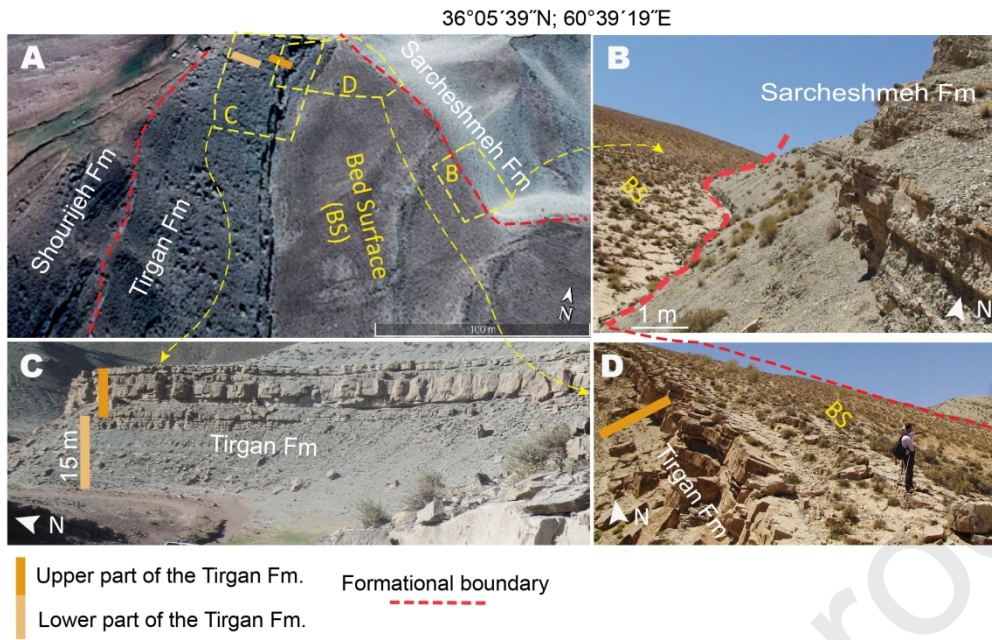 36°05´39˝N; 60°39´19˝E
A
Shourijeh Fm
Tirgan Fm
C
D
Bed Surface
(BS)
B
Sarcheshmeh Fm
100 m
N
B
Sarcheshmeh Fm
BS
1 m
N
C
15 m
Tirgan Fm
N
D
BS
Tirgan Fm
N
Upper part of the Tirgan Fm.
Lower part of the Tirgan Fm.
Formational boundary